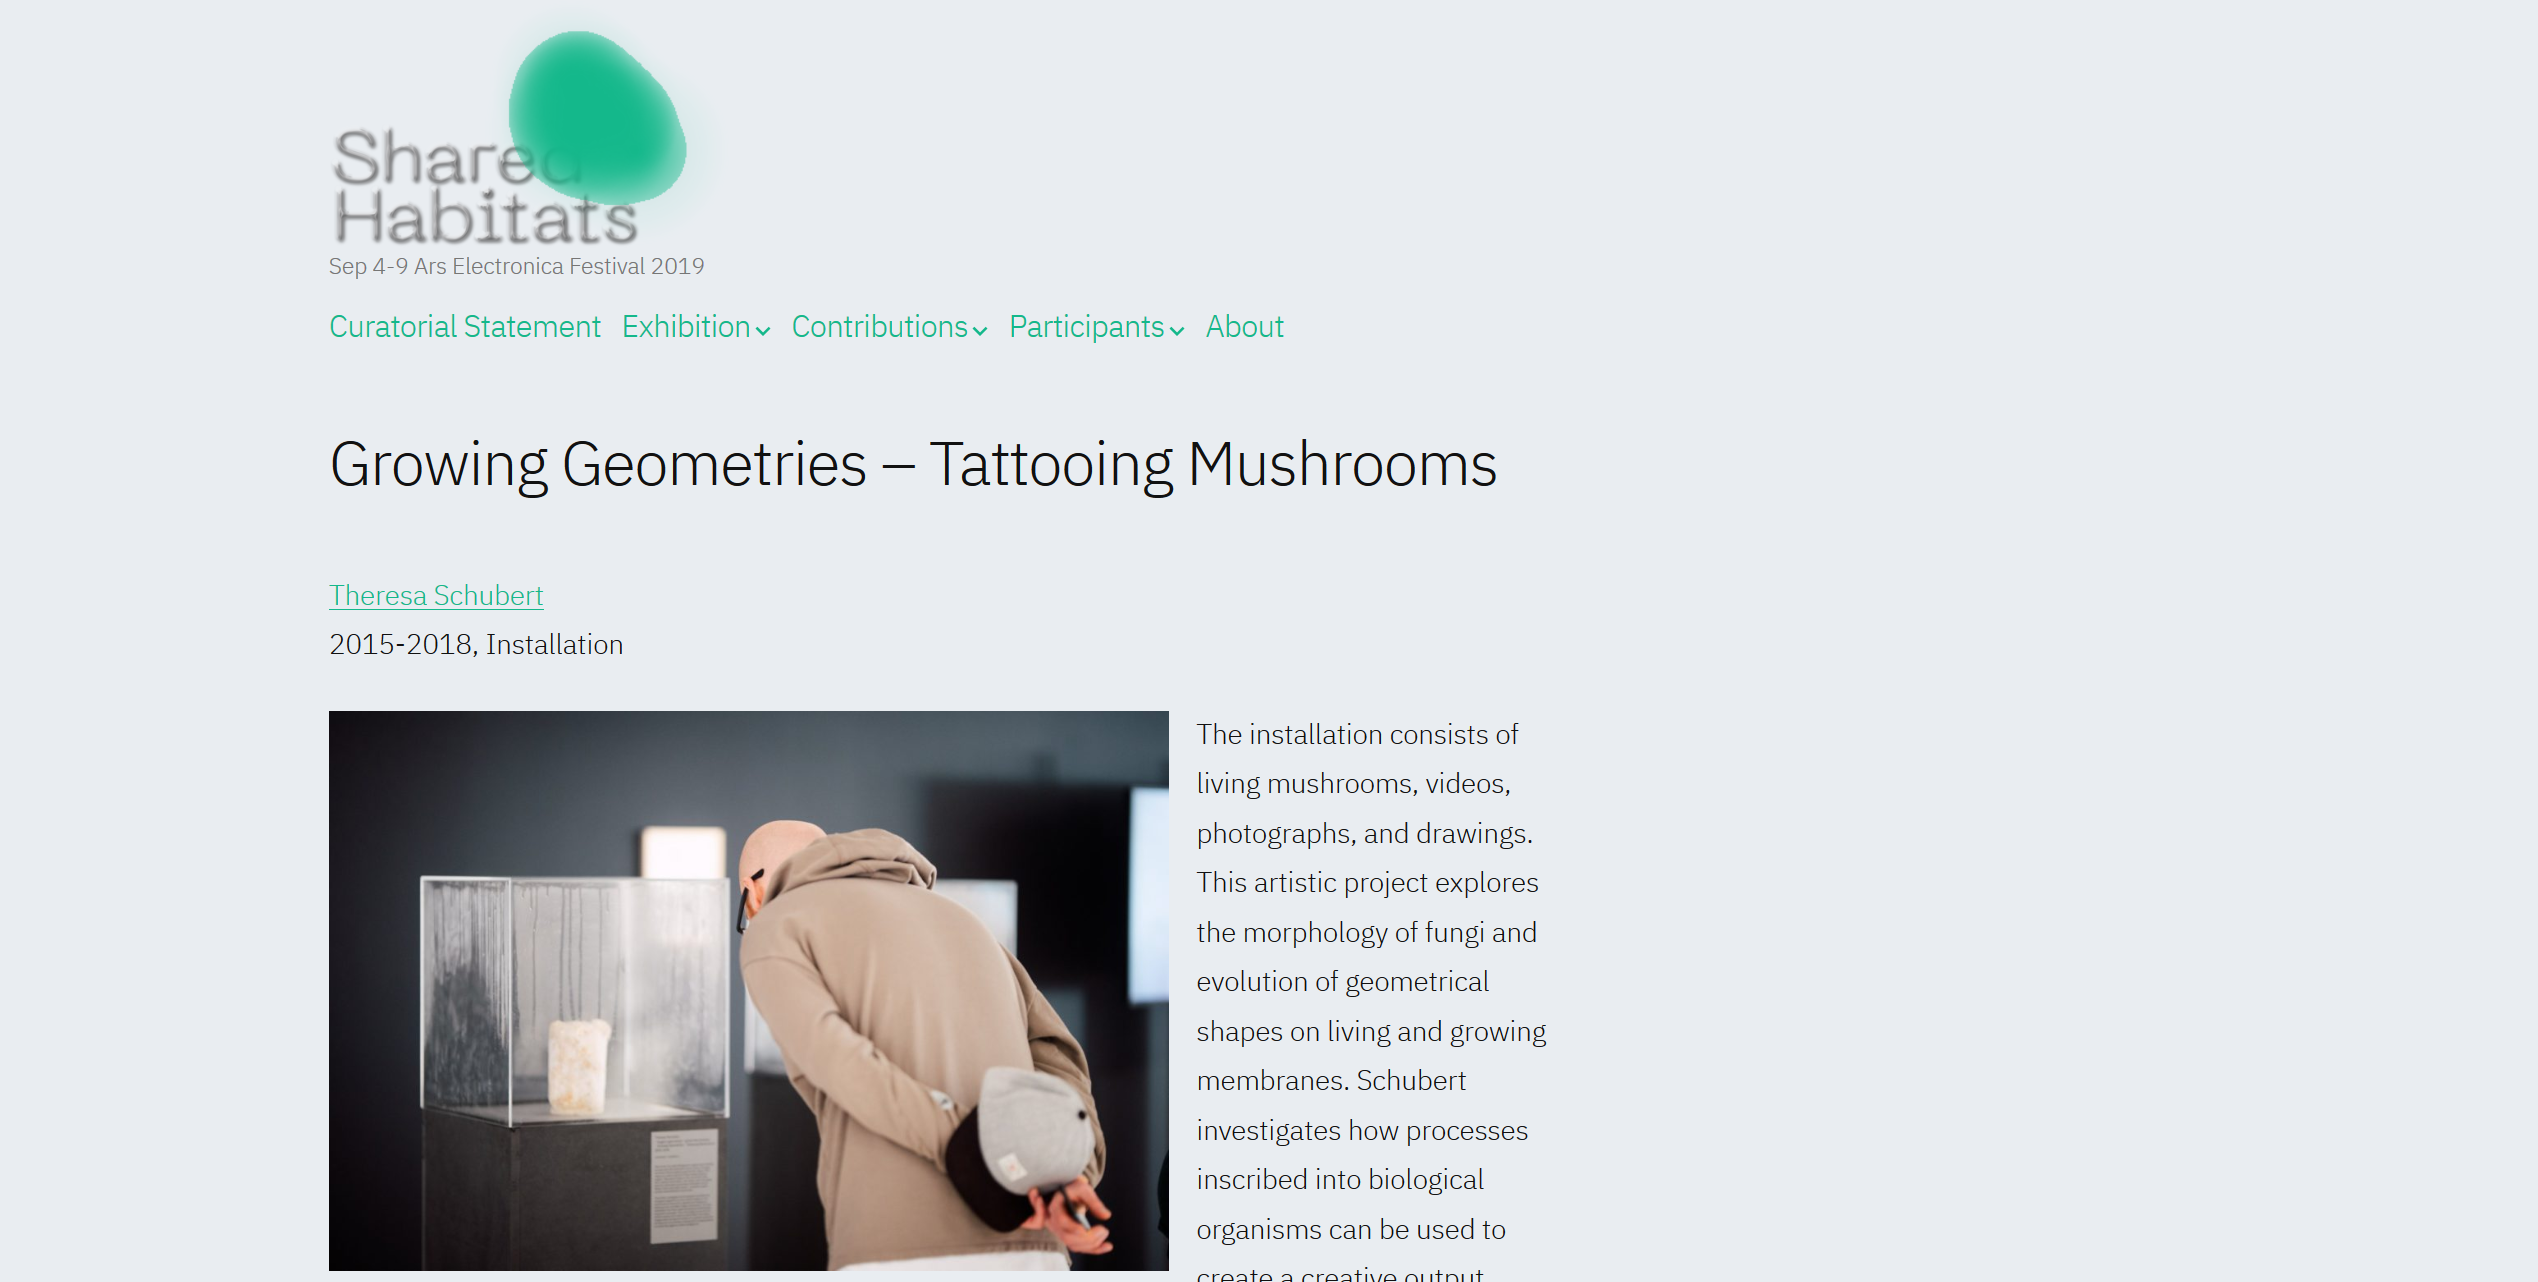 Shared
Habitats
Sep 4-9 Ars Electronica Festival 2019
Curatorial Statement Exhibition Contributions Participants About
Growing Geometries – Tattooing Mushrooms
Theresa Schubert
2015-2018, Installation
The installation consists of
living mushrooms, videos,
photographs, and drawings.
This artistic project explores
the morphology of fungi and
evolution of geometrical
shapes on living and growing
membranes. Schubert
investigates how processes
inscribed into biological
organisms can be used to
create a creative output